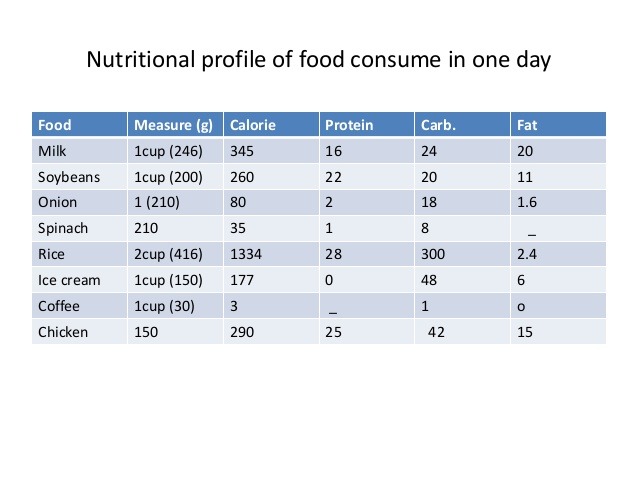 Nutritional profile of food consume in one day
Food Measure (g) Calorie Protein Carb. Fat
Milk 1cup (246) 345 16 24 20
Soybeans 1cup (200) 260 22 20 11
Onion 1 (210) 80 2 18 1.6
Spinach 210 35 1 8 _
Rice 2cup (416) 1334 28 300 2.4
Ice cream 1cup (150) 177 0 48 6
Coffee 1cup (30) 3 _ 1 o
Chicken 150 290 25 42 15